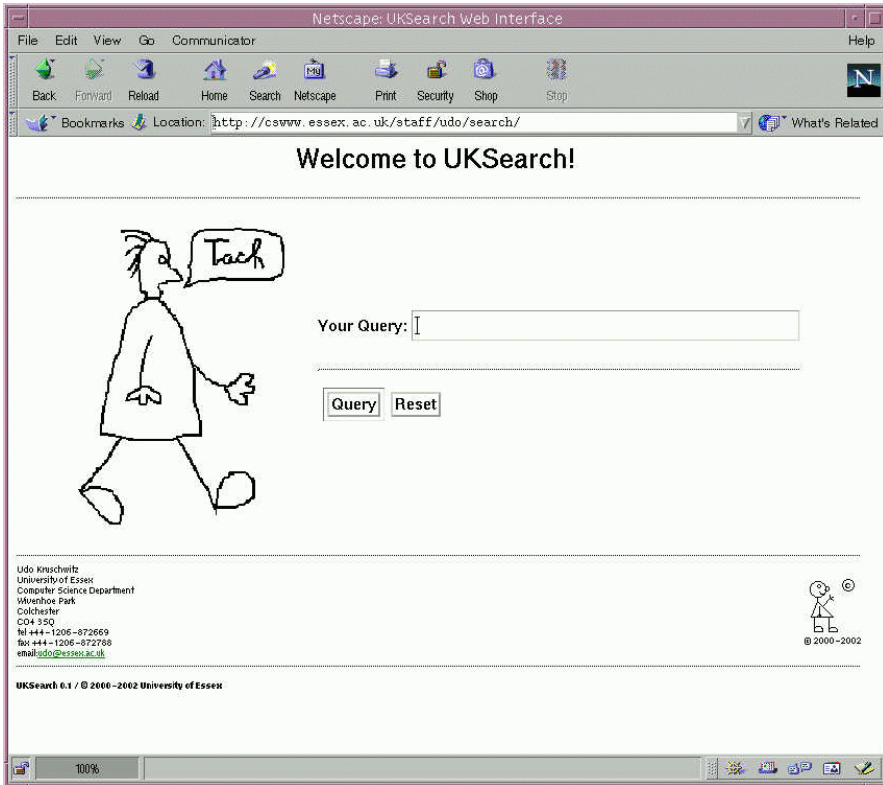 Netscape: UKSearch Web Interface
File Edit View Go Communicator Help
Back Forward Reload Home Search Netscape Print Security Shop Stop
My
N
Bookmarks Location: http://cswww.essex.ac.uk/staff/udo/search/ What's Related
Welcome to UKSearch!
Tach
Your Query:
Query Reset
Udo Kruschwitz
University of Essex
Computer Science Department
Wivenhoe Park
Colchester
CO4 3SQ
tel +44-1206-872669
fax +44-1206-872788
email:udo@essex.ac.uk
©
© 2000-2002
UKSearch 0.1 / © 2000-2002 University of Essex
100%